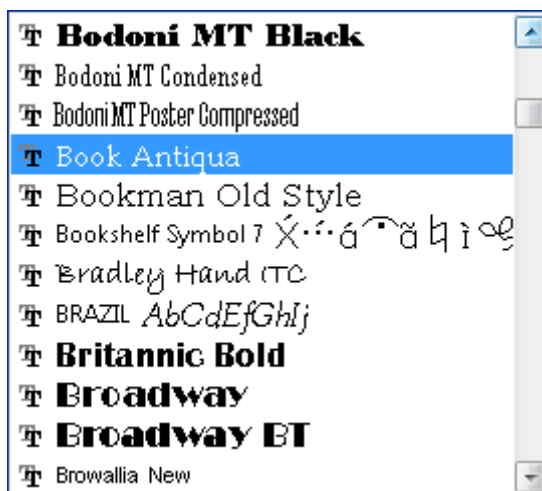 Bodoni MT Black
Bodoni MT Condensed
Bodoni MT Poster Compressed
Book Antiqua
Bookman Old Style
Bookshelf Symbol 7
Bradley Hand ITC
BRAZIL AbCdEfGhIj
Britannic Bold
Broadway
Broadway BT
Browallia New